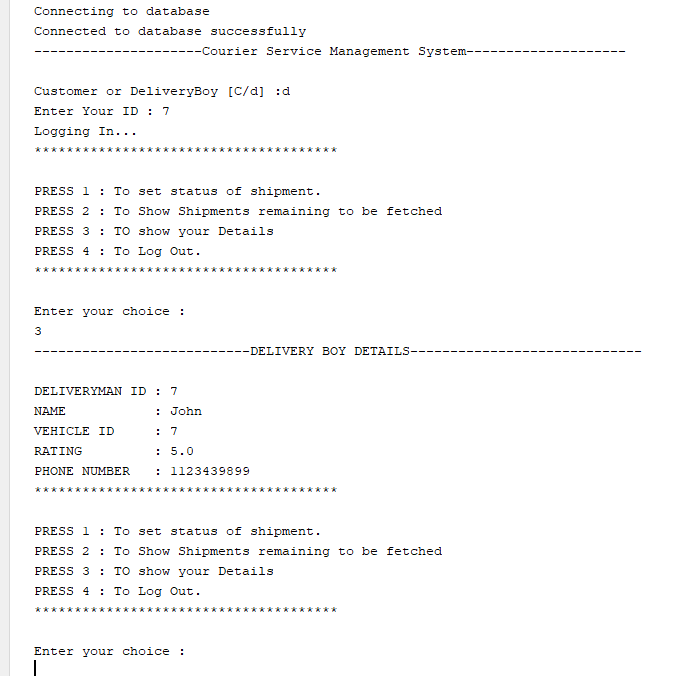 Connecting to database
Connected to database successfully
---------------------Courier Service Management System--------------------
Customer or DeliveryBoy [C/d] :d
Enter Your ID : 7
Logging In...
**************************************
PRESS 1 : To set status of shipment.
PRESS 2 : To Show Shipments remaining to be fetched
PRESS 3 : TO show your Details
PRESS 4 : To Log Out.
**************************************
Enter your choice :
3
---------------------------DELIVERY BOY DETAILS-----------------------------
DELIVERYMAN ID : 7
NAME           : John
VEHICLE ID     : 7
RATING         : 5.0
PHONE NUMBER   : 1123439899
**************************************
PRESS 1 : To set status of shipment.
PRESS 2 : To Show Shipments remaining to be fetched
PRESS 3 : TO show your Details
PRESS 4 : To Log Out.
**************************************
Enter your choice :